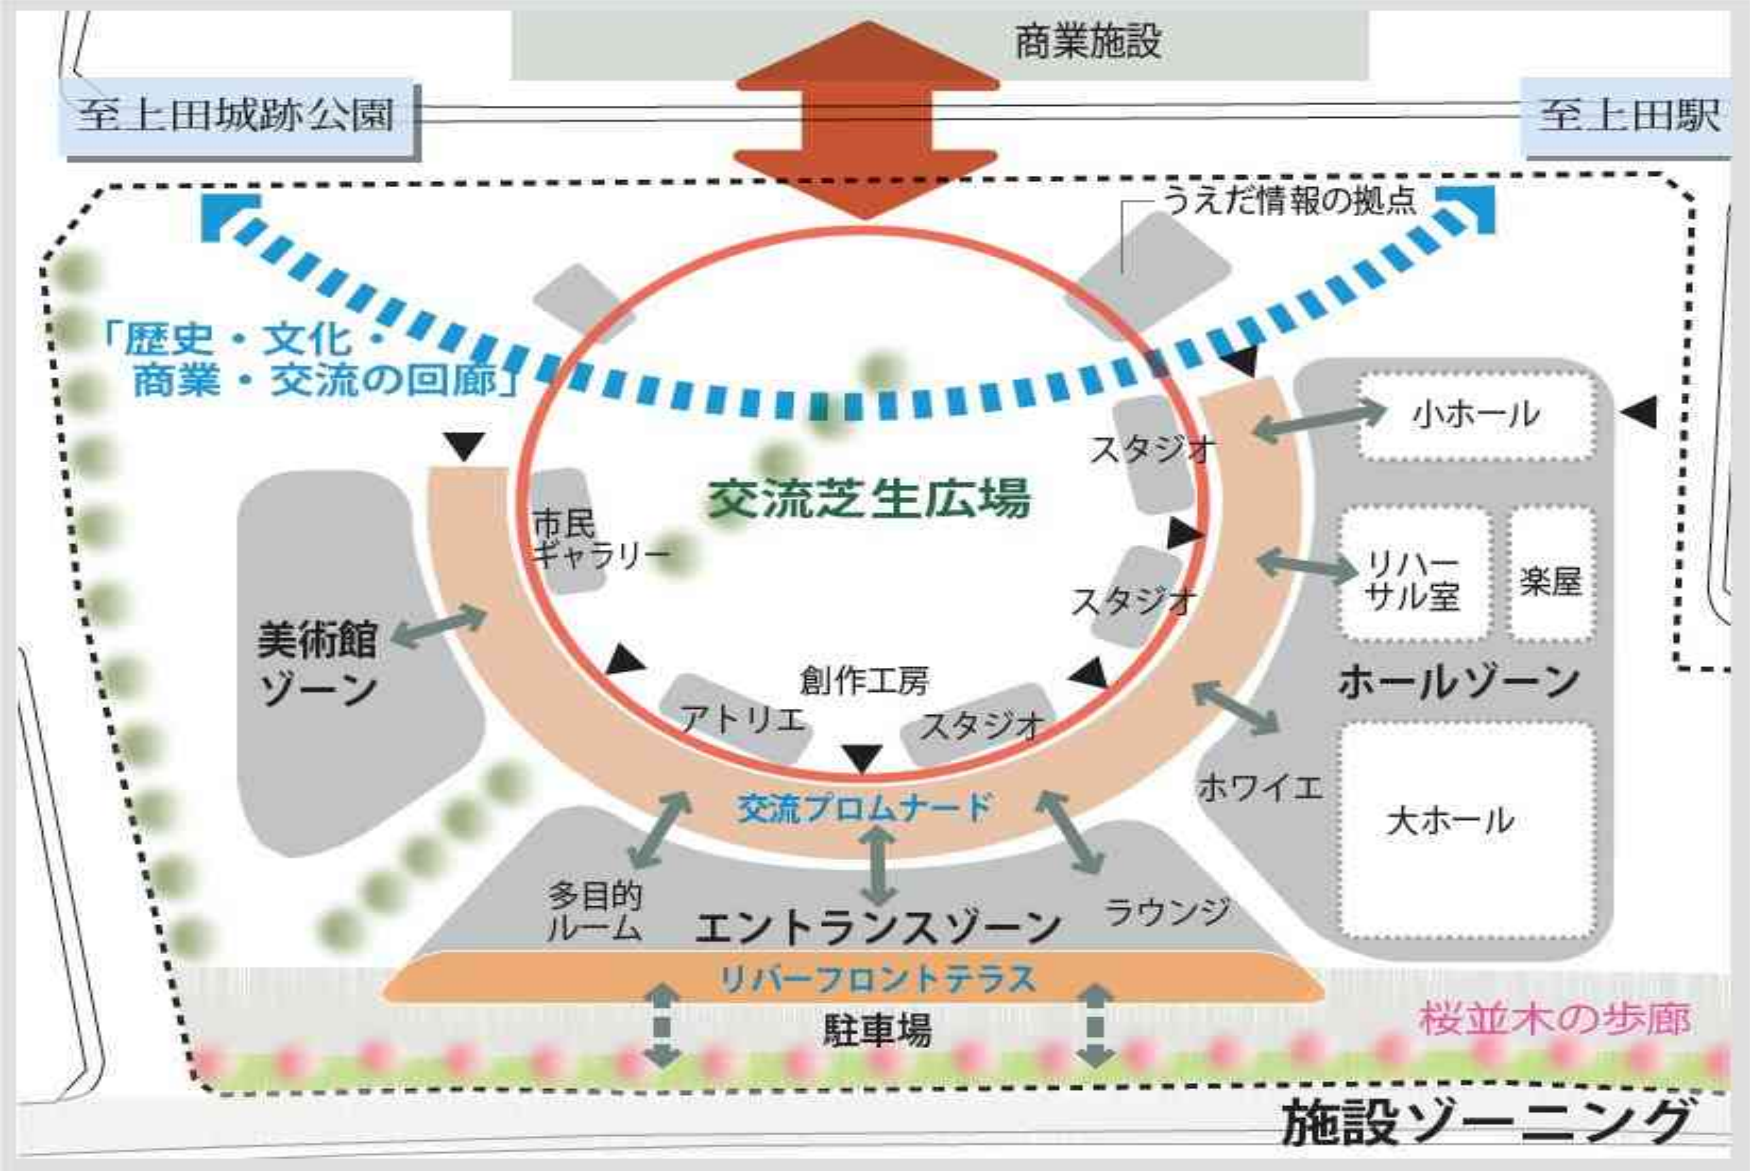 商業施設
至上田城跡公園
至上田駅
うえだ情報の拠点
「歴史・文化・
商業・交流の回廊」
小ホール
スタジオ
交流芝生広場
市民
ギャラリー
リハー
サル室
楽屋
スタジオ
美術館
ゾーン
創作工房
ホールゾーン
アトリエ
スタジオ
ホワイエ
交流プロムナード
大ホール
多目的
ルーム
エントランスゾーン
ラウンジ
リバーフロントテラス
駐車場
桜並木の歩廊
施設ゾーニング